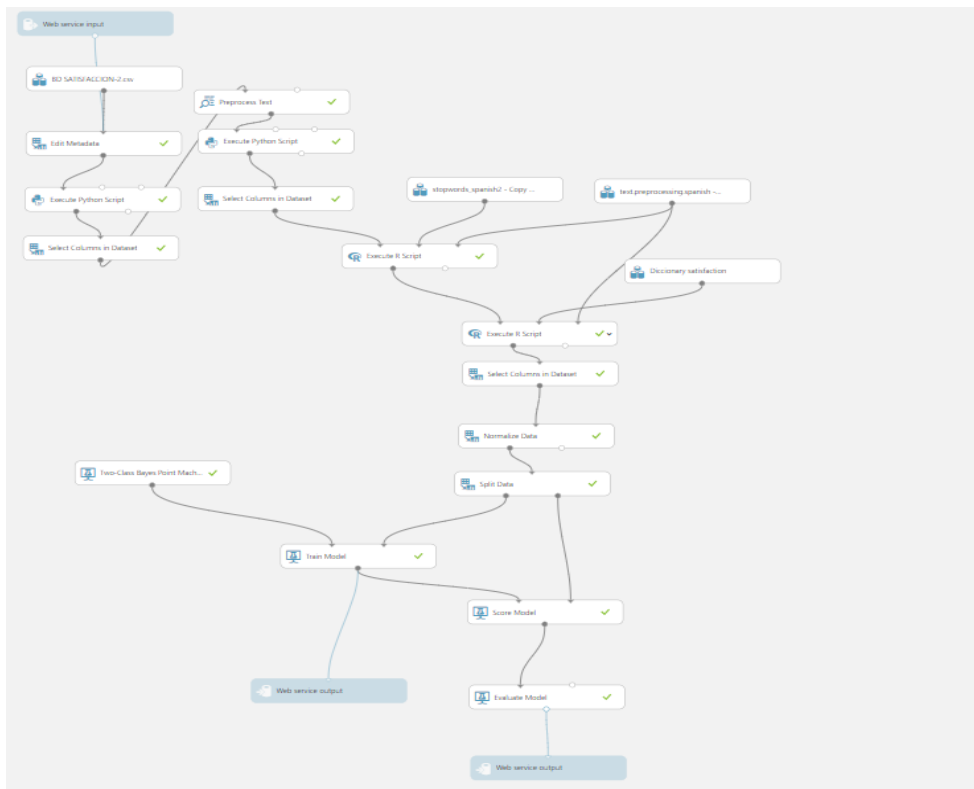 Web service input
BD SATISFACCION-2.csv
Preprocess Text
Edit Metadata
Execute Python Script
Execute Python Script
Select Columns in Dataset
stopwords_spanish2 - Copy ...
text.preprocessing.spanish -...
Select Columns in Dataset
Execute R Script
Diccionary satisfaction
Execute R Script
Select Columns in Dataset
Normalize Data
Two-Class Bayes Point Mach...
Split Data
Train Model
Score Model
Web service output
Evaluate Model
Web service output